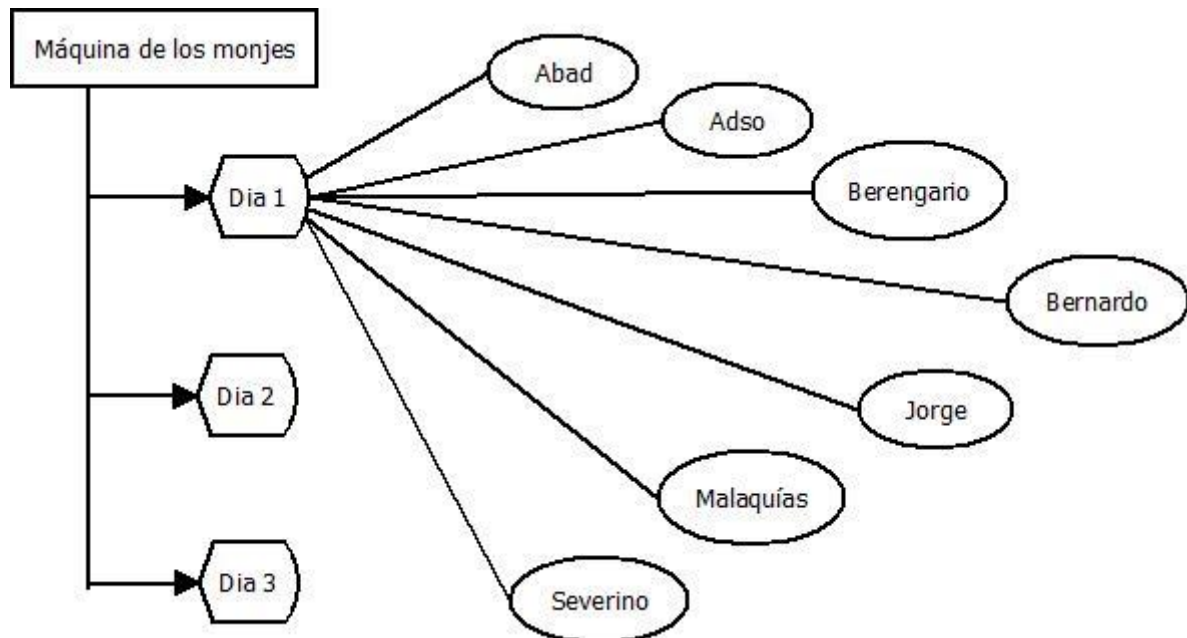 Máquina de los monjes
Abad
Adso
Dia 1
Berengario
Bernardo
Dia 2
Jorge
Malaquías
Dia 3
Severino